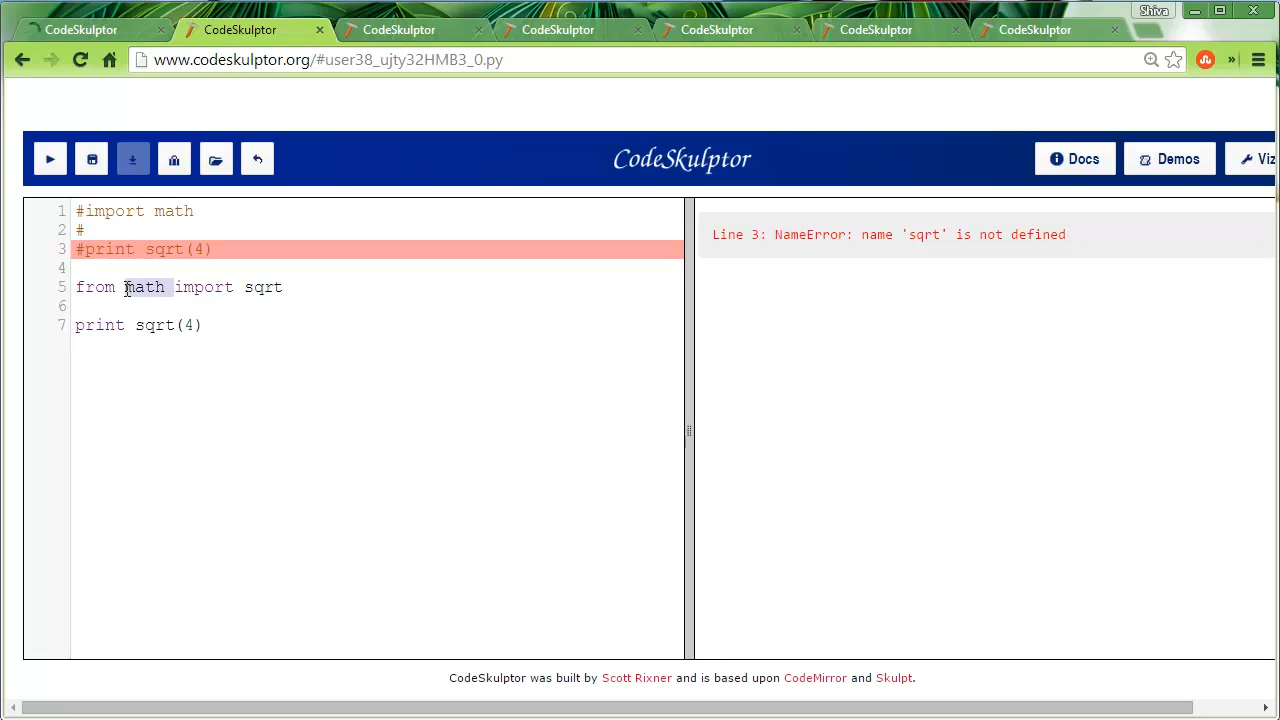 Shiva
CodeSkulptor CodeSkulptor CodeSkulptor CodeSkulptor CodeSkulptor CodeSkulptor CodeSkulptor
www.codeskulptor.org/#user38_ujty32HMB3_0.py
CodeSkulptor Docs Demos Viz
1 #import math
2 #
3 #print sqrt(4)
4
5 from math import sqrt
6
7 print sqrt(4)
Line 3: NameError: name 'sqrt' is not defined
CodeSkulptor was built by Scott Rixner and is based upon CodeMirror and Skulpt.